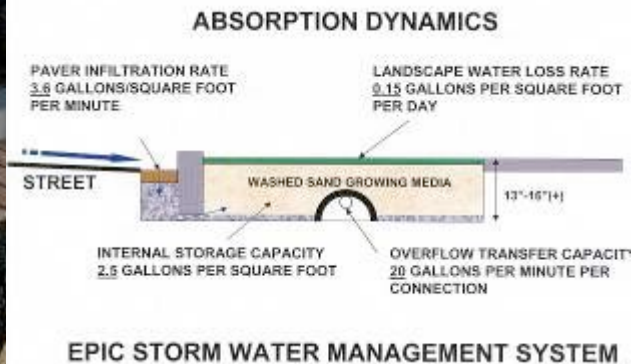 ABSORPTION DYNAMICS
PAVER INFILTRATION RATE
3.6 GALLONS/SQUARE FOOT
PER MINUTE
LANDSCAPE WATER LOSS RATE
0.15 GALLONS PER SQUARE FOOT
PER DAY
STREET
WASHED SAND GROWING MEDIA
13"-16"(+)
INTERNAL STORAGE CAPACITY
2.5 GALLONS PER SQUARE FOOT
OVERFLOW TRANSFER CAPACITY
20 GALLONS PER MINUTE PER
CONNECTION
EPIC STORM WATER MANAGEMENT SYSTEM